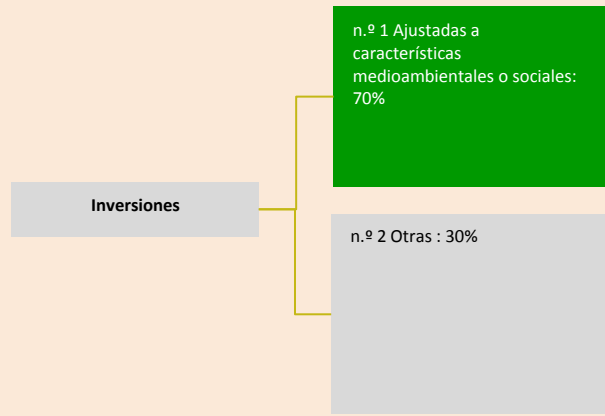 n.º 1 Ajustadas a
características
medioambientales o sociales:
70%
Inversiones
n.º 2 Otras : 30%